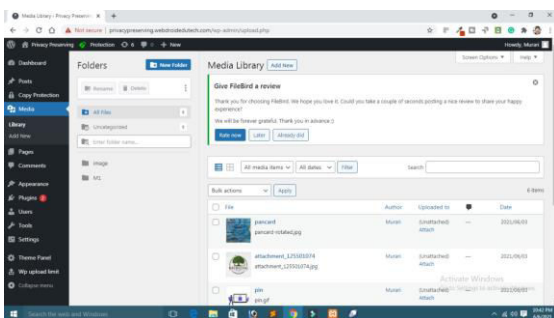 Media Library ‹ Privacy Preservin
Not secure | privacypreserving.webdroidedutech.com/wp-admin/upload.php
Privacy Preserving
Protection
6
New
Howdy, Murari
Dashboard
Posts
Copy Protection
Media
Library
Add New
Pages
Comments
Appearance
Plugins
Users
Tools
Settings
Theme Panel
Wp upload limit
Collapse menu
Folders
New Folder
Rename
Delete
All Files
Uncategorized
Enter folder name...
image
M1
Screen Options
Help
Media Library
Add New
Give FileBird a review
Thank you for choosing FileBird. We hope you love it. Could you take a couple of seconds posting a nice review to share your happy
experience?
We will be forever grateful. Thank you in advance ;)
Rate now
Later
Already did
All media items
All dates
Filter
Search
Bulk actions
Apply
6 items
File
Author
Uploaded to
Date
pancard
pancard-rotated.jpg
Murari
(Unattached)
Attach
—
2021/06/03
attachment_125501074
attachment_125501074.jpg
Murari
(Unattached)
Attach
—
2021/06/03
pin
pin.gif
Murari
(Unattached)
Attach
—
2021/06/03
Activate Windows
Search the web and Windows